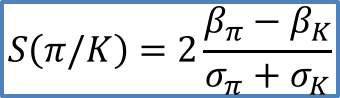 S(π/K) = 2 (β_π − β_K) / (σ_π + σ_K)